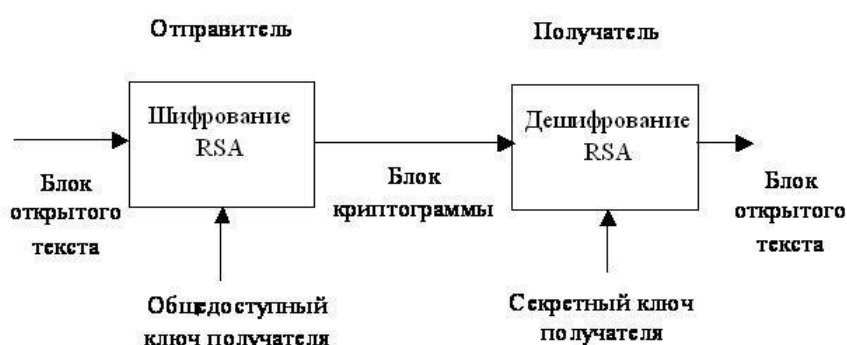 Отправитель
Получатель
Шифрование
RSA
Дешифрование
RSA
Блок
открытого
текста
Блок
криптограммы
Блок
открытого
текста
Общедоступный
ключ получателя
Секретный ключ
получателя